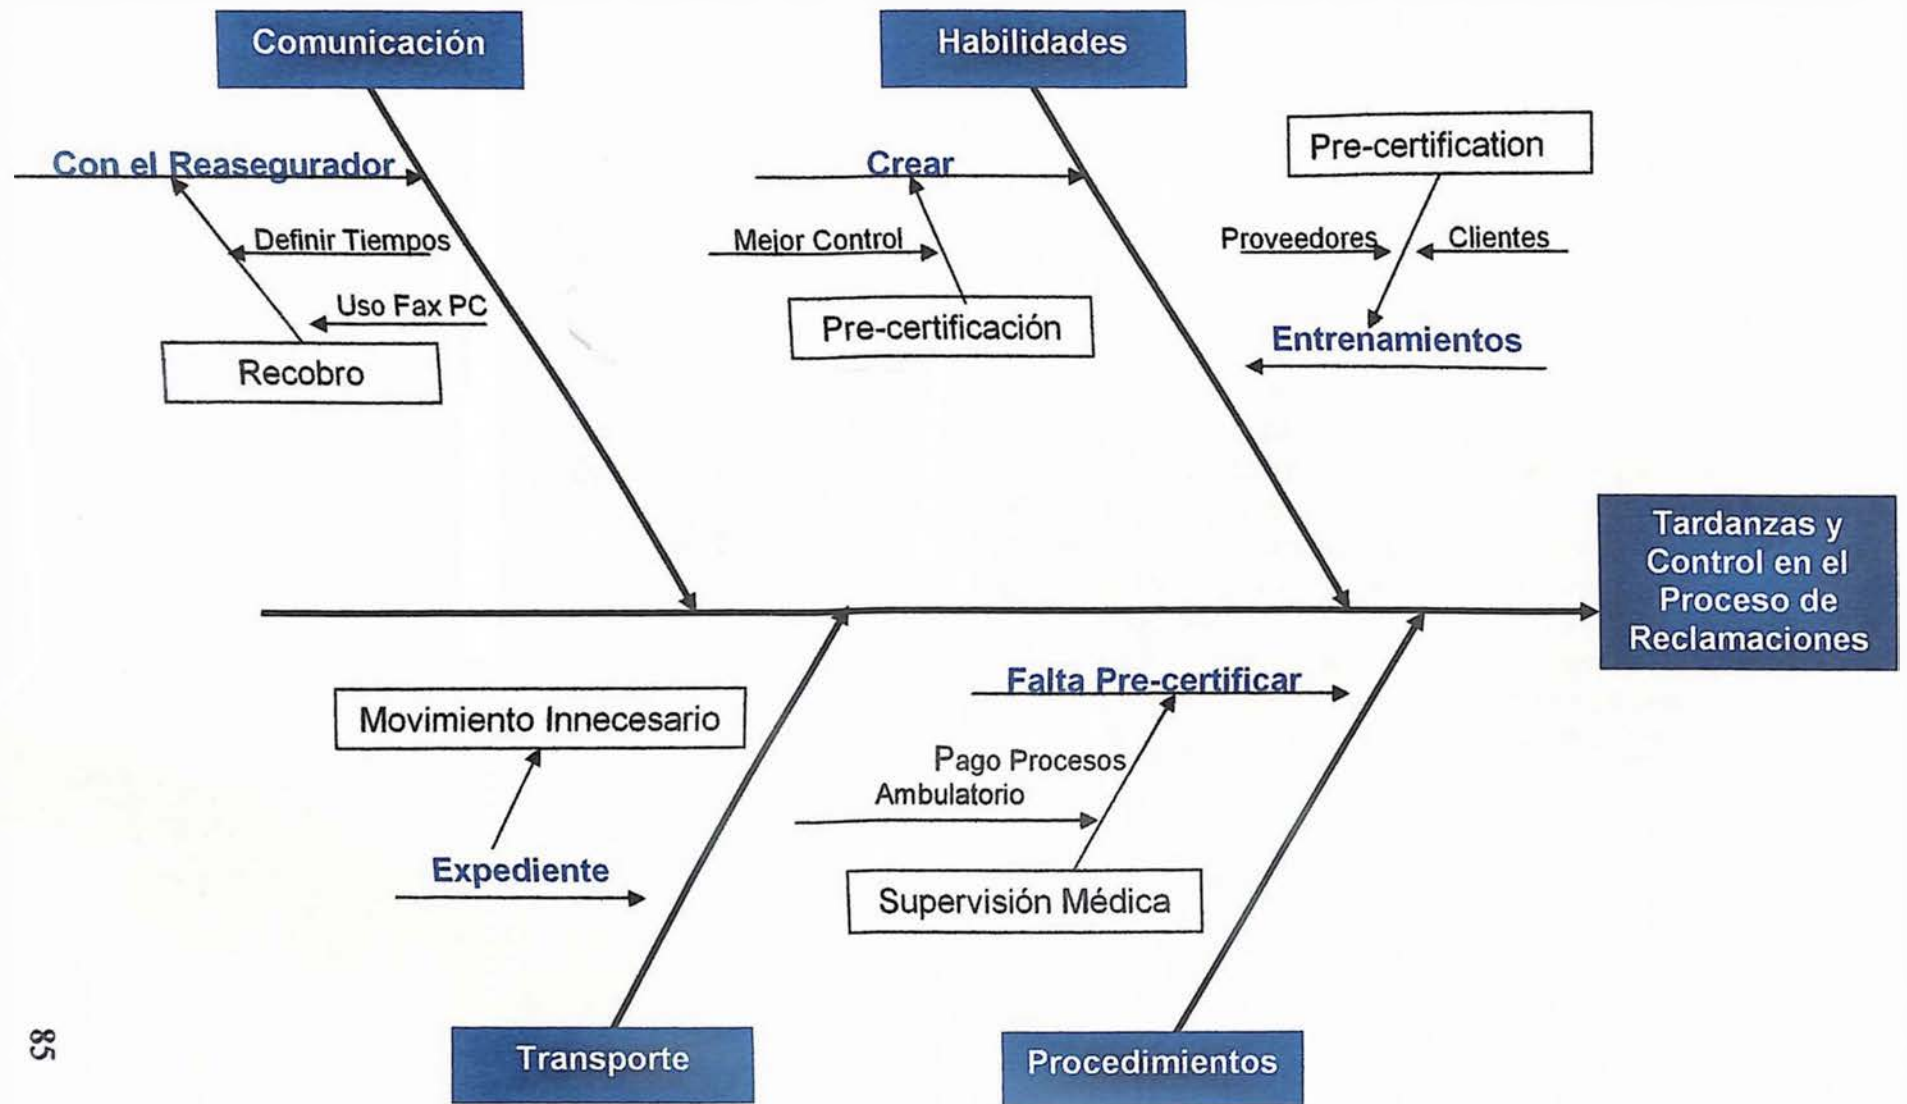 Comunicación
Habilidades
Con el Reasegurador
Definir Tiempos
Uso Fax PC
Recobro
Crear
Mejor Control
Pre-certificación
Pre-certification
Proveedores
Clientes
Entrenamientos
Tardanzas y
Control en el
Proceso de
Reclamaciones
Movimiento Innecesario
Expediente
Falta Pre-certificar
Pago Procesos
Ambulatorio
Supervisión Médica
Transporte
Procedimientos
85